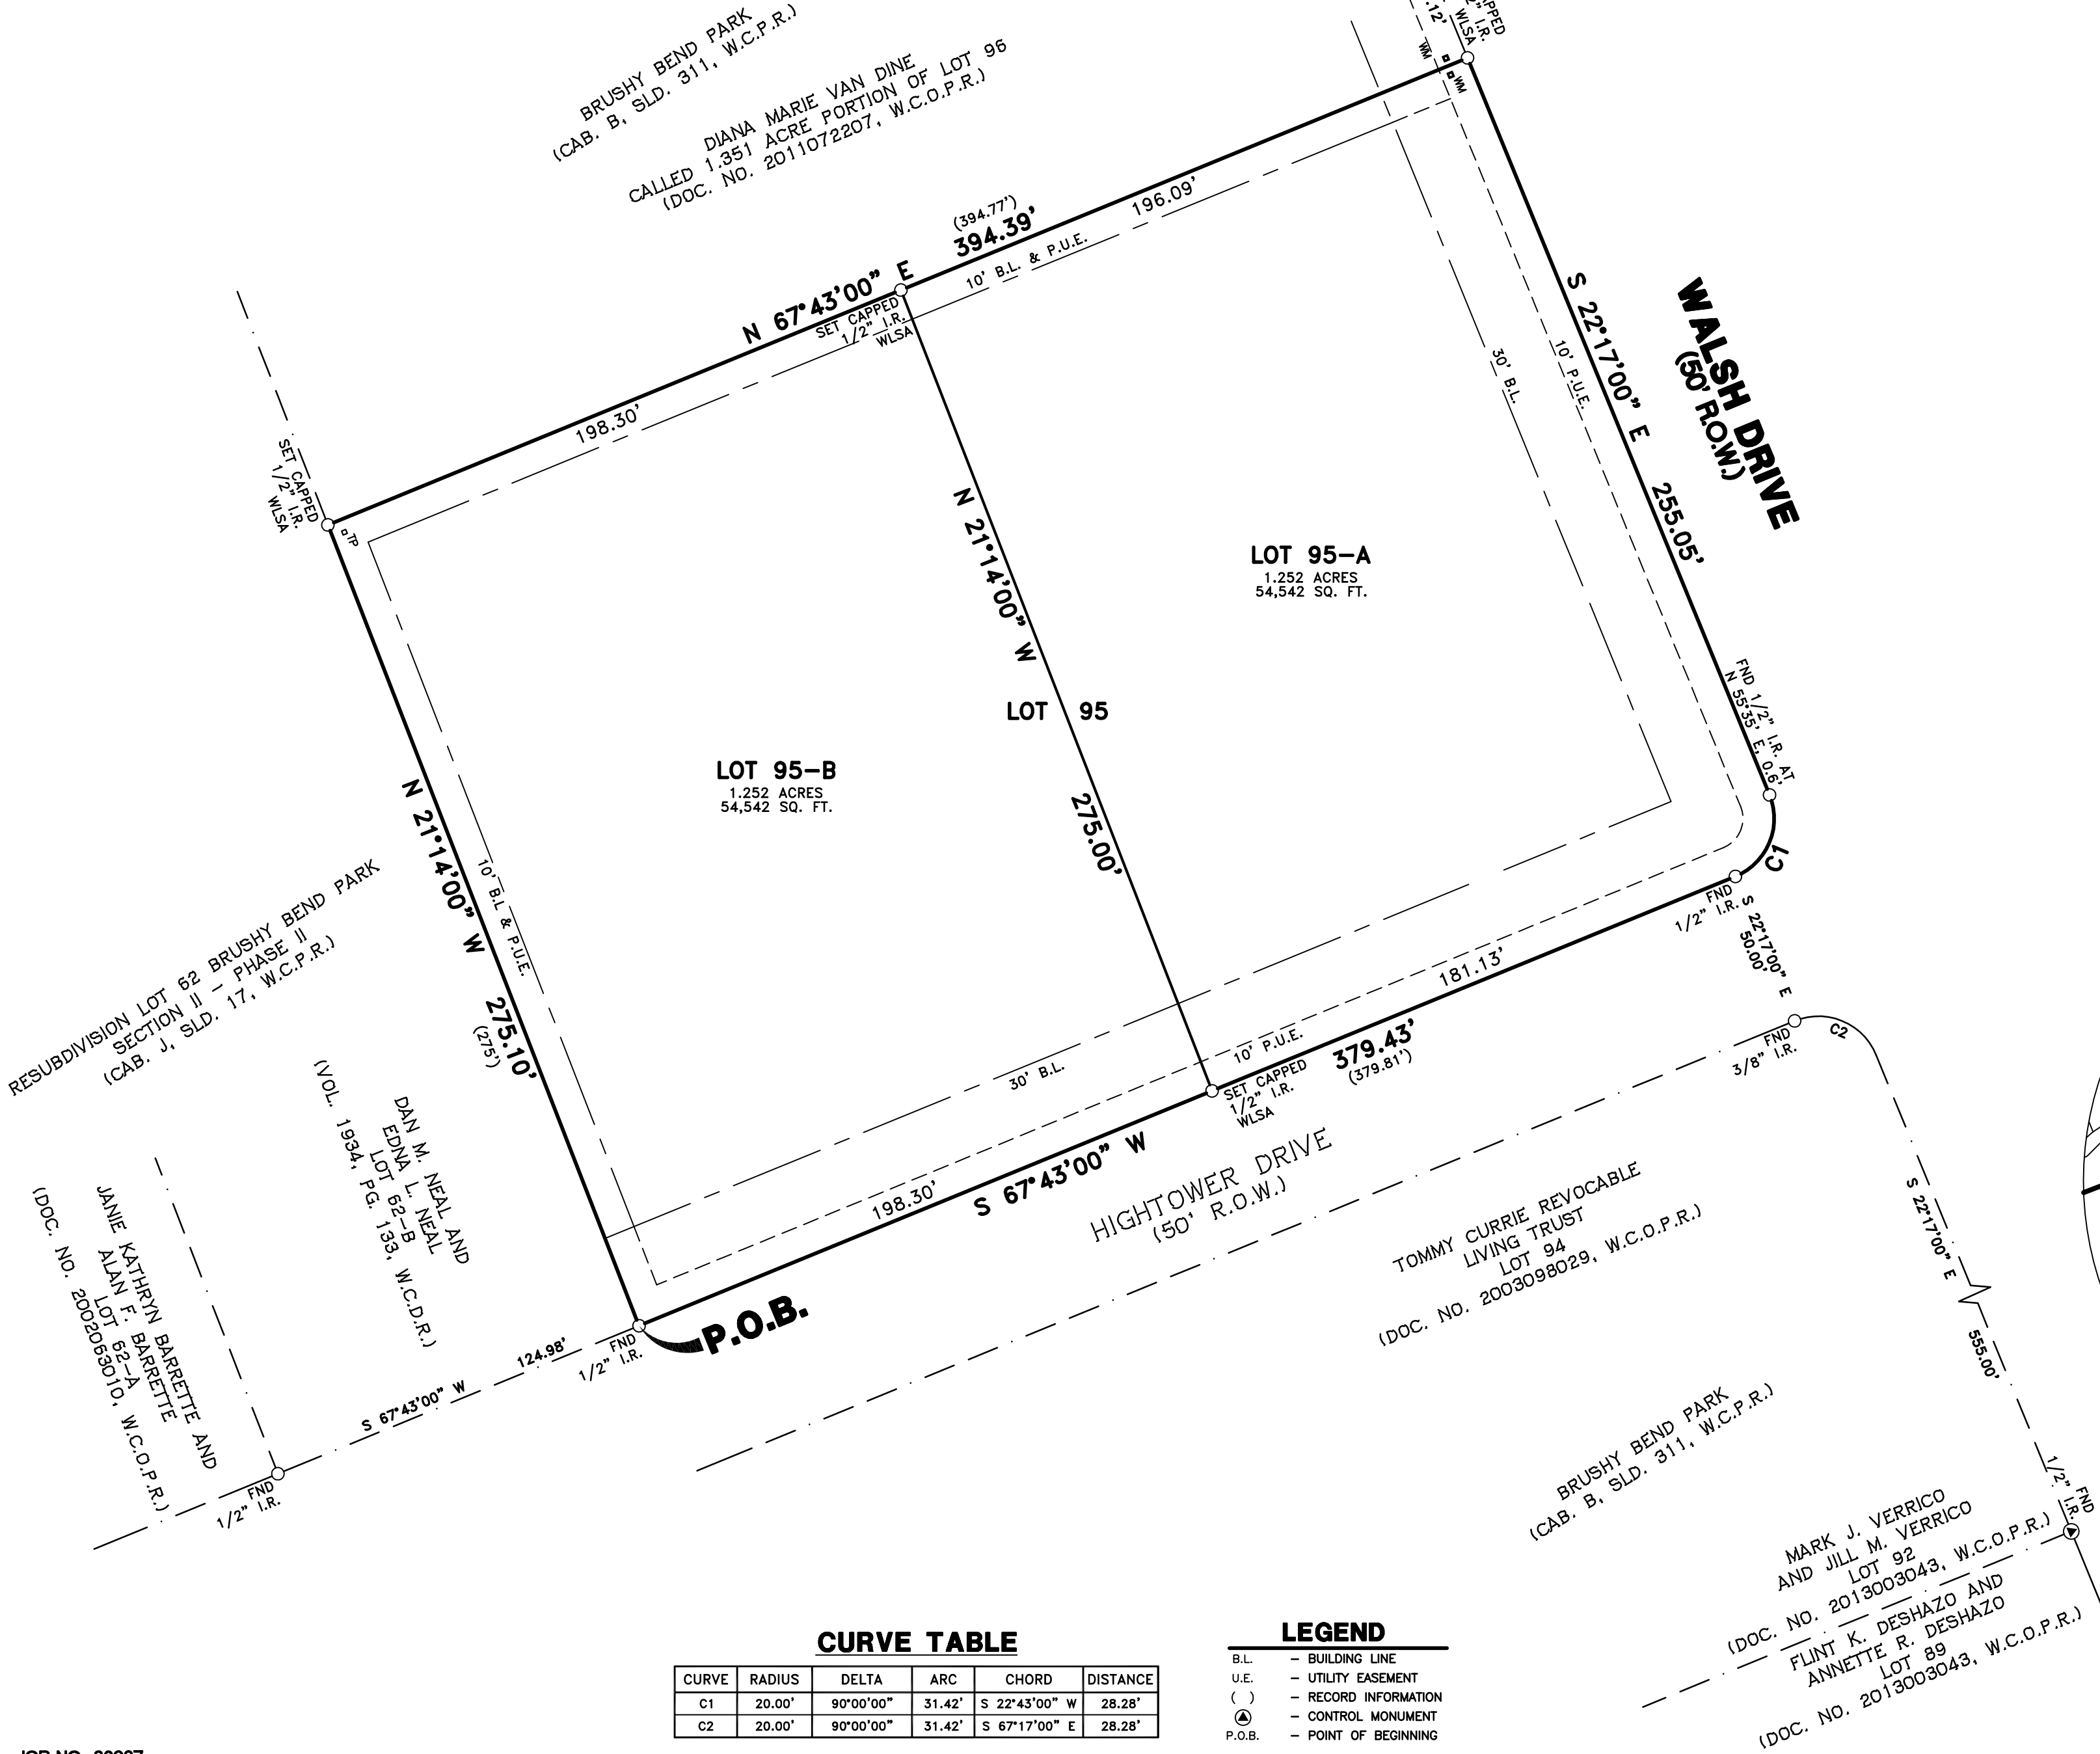 BRUSHY BEND PARK
(CAB. B, SLD. 311, W.C.P.R.)
DIANA MARIE VAN DINE
CALLED 1.351 ACRE PORTION OF LOT 96
(DOC. NO. 2011072207, W.C.O.P.R.)
.12'
WLSA
I.R.
WM
WM
(394.77')
N 67°43'00" E 394.39'
196.09'
10' B.L. & P.U.E.
SET CAPPED
1/2" I.R.
WLSA
198.30'
SET CAPPED
1/2" I.R.
WLSA
TP
30' B.L.
10' P.U.E.
S 22°17'00" E 255.05'
WALSH DRIVE
(50' R.O.W.)
N 21°14'00" W 275.00'
LOT 95-A
1.252 ACRES
54,542 SQ. FT.
LOT 95
LOT 95-B
1.252 ACRES
54,542 SQ. FT.
FND 1/2" I.R. AT
N 55°35' E, 0.6'
C1
FND
1/2" I.R.
S 22°17'00" E
50.00'
N 21°14'00" W 275.10'
(275')
10' B.L & P.U.E.
RESUBDIVISION LOT 62 BRUSHY BEND PARK
SECTION II - PHASE II
(CAB. J, SLD. 17, W.C.P.R.)
181.13'
10' P.U.E.
379.43'
(379.81')
SET CAPPED
1/2" I.R.
WLSA
30' B.L.
FND
3/8" I.R.
C2
198.30'
S 67°43'00" W
HIGHTOWER DRIVE
(50' R.O.W.)
DAN M. NEAL AND
EDNA L. NEAL
LOT 62-B
(VOL. 1934, PG. 133, W.C.D.R.)
JANIE KATHRYN BARRETTE AND
ALAN F. BARRETTE
LOT 62-A
(DOC. NO. 2002063010, W.C.O.P.R.)
TOMMY CURRIE REVOCABLE
LIVING TRUST
LOT 94
(DOC. NO. 2003098029, W.C.O.P.R.)
S 22°17'00" E
555.00'
P.O.B.
FND
1/2" I.R.
S 67°43'00" W 124.98'
FND
1/2" I.R.
BRUSHY BEND PARK
(CAB. B, SLD. 311, W.C.P.R.)
FND
1/2" I.R.
MARK J. VERRICO
AND JILL M. VERRICO
LOT 92
(DOC. NO. 2013003043, W.C.O.P.R.)
FLINT K. DESHAZO AND
ANNETTE R. DESHAZO
LOT 89
(DOC. NO. 2013003043, W.C.O.P.R.)
CURVE TABLE
CURVE RADIUS DELTA ARC CHORD DISTANCE
C1 20.00' 90°00'00" 31.42' S 22°43'00" W 28.28'
C2 20.00' 90°00'00" 31.42' S 67°17'00" E 28.28'
LEGEND
B.L. - BUILDING LINE
U.E. - UTILITY EASEMENT
( ) - RECORD INFORMATION
- CONTROL MONUMENT
P.O.B. - POINT OF BEGINNING